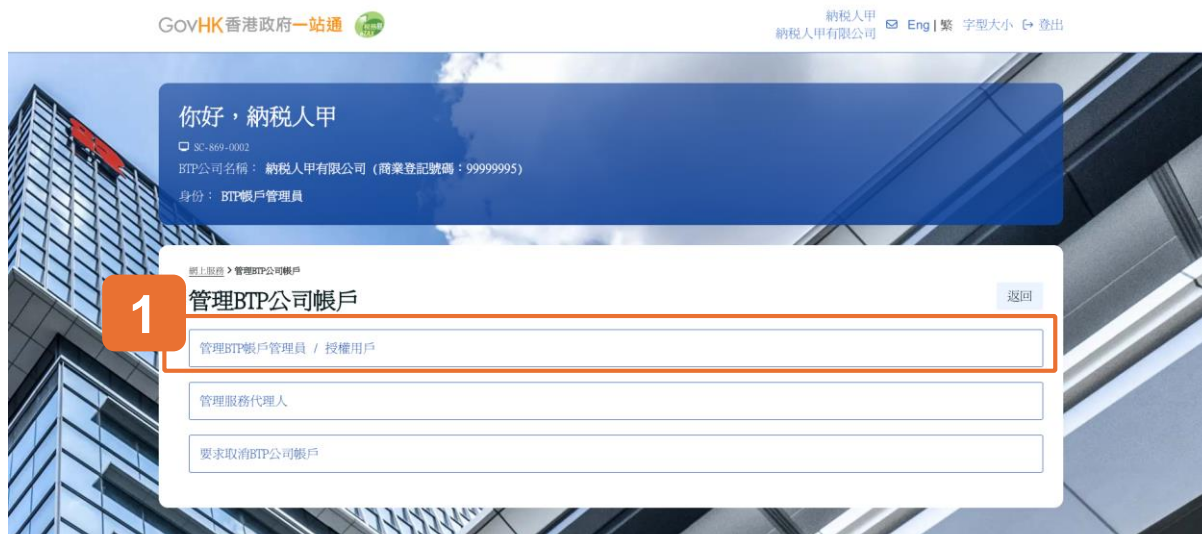 GovHK香港政府一站通
納稅人甲
納稅人甲有限公司
Eng | 繁 字型大小 登出
你好，納稅人甲
SC-869-0002
BTP公司名稱： 納稅人甲有限公司 (商業登記號碼：99999995)
身份： BTP帳戶管理員
網上服務 > 管理BTP公司帳戶
1
管理BTP公司帳戶
返回
管理BTP帳戶管理員 / 授權用戶
管理服務代理人
要求取消BTP公司帳戶